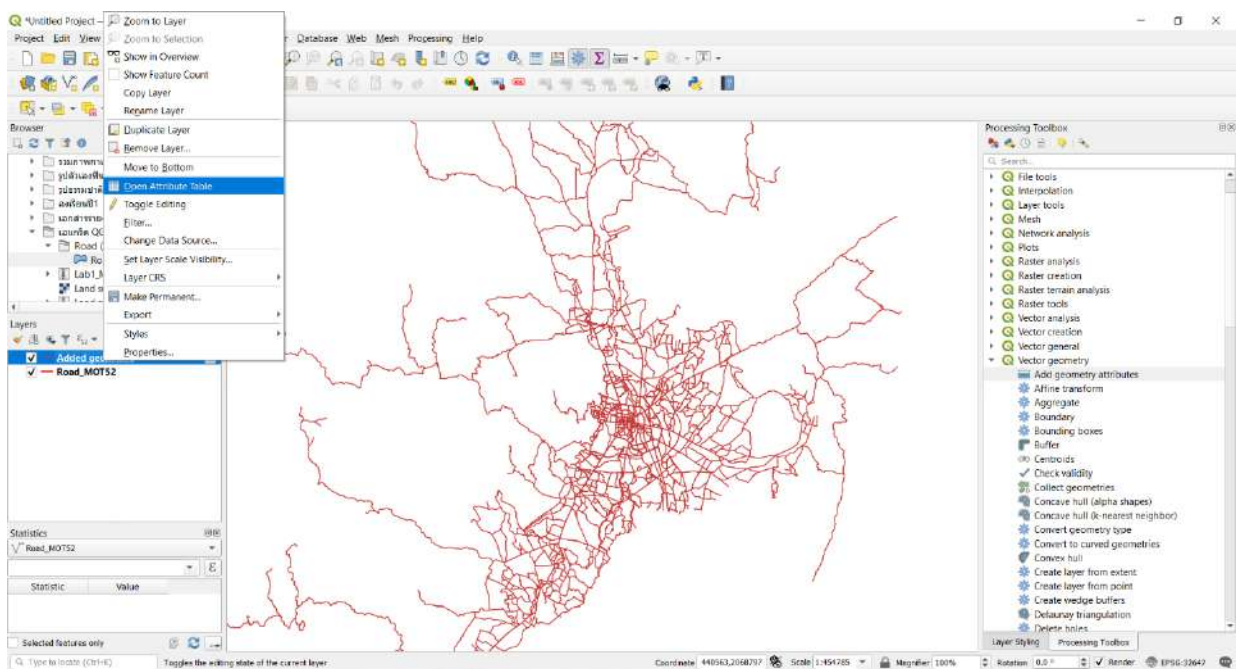 *Untitled Project –
Project Edit View Database Web Mesh Processing Help
Zoom to Layer
Zoom to Selection
Show in Overview
Show Feature Count
Copy Layer
Rename Layer
Duplicate Layer
Remove Layer...
Move to Bottom
Open Attribute Table
Toggle Editing
Filter...
Change Data Source...
Set Layer Scale Visibility...
Layer CRS
Make Permanent...
Export
Styles
Properties...
Browser
Road
Ro
Lab1_M
Land s
Layers
Added geo
Road_MOT52
Statistics
Road_MOT52
Statistic Value
Selected features only
Processing Toolbox
Search...
File tools
Interpolation
Layer tools
Mesh
Network analysis
Plots
Raster analysis
Raster creation
Raster terrain analysis
Raster tools
Vector analysis
Vector creation
Vector general
Vector geometry
Add geometry attributes
Affine transform
Aggregate
Boundary
Bounding boxes
Buffer
Centroids
Check validity
Collect geometries
Concave hull (alpha shapes)
Concave hull (k-nearest neighbor)
Convert geometry type
Convert to curved geometries
Convex hull
Create layer from extent
Create layer from point
Create wedge buffers
Delaunay triangulation
Delete holes
Layer Styling Processing Toolbox
Type to locate (Ctrl+K) Toggles the editing state of the current layer Coordinate 440563,2068797 Scale 1:454785 Magnifier 100% Rotation 0.0 ° Render EPSG:32647